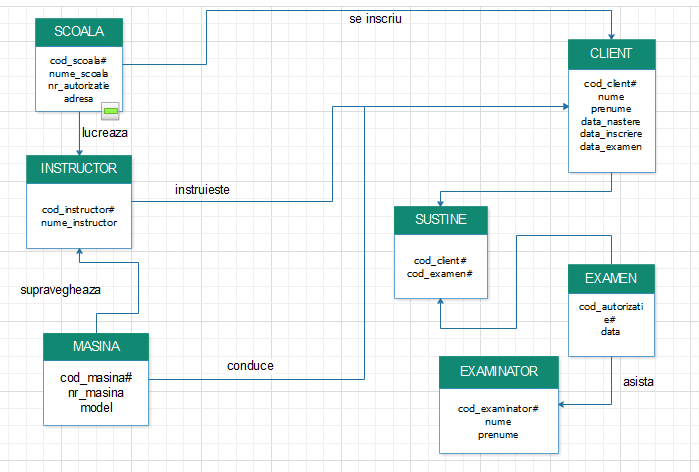 se inscriu
SCOALA
cod_scoala#
nume_scoala
nr_autorizatie
adresa
CLIENT
cod_client#
nume
prenume
data_nastere
data_inscriere
data_examen
lucreaza
INSTRUCTOR
cod_instructor#
nume_instructor
instruieste
SUSTINE
cod_client#
cod_examen#
supravegheaza
EXAMEN
cod_autorizati
e#
data
MASINA
cod_masina#
nr_masina
model
conduce
EXAMINATOR
cod_examinator#
nume
prenume
asista